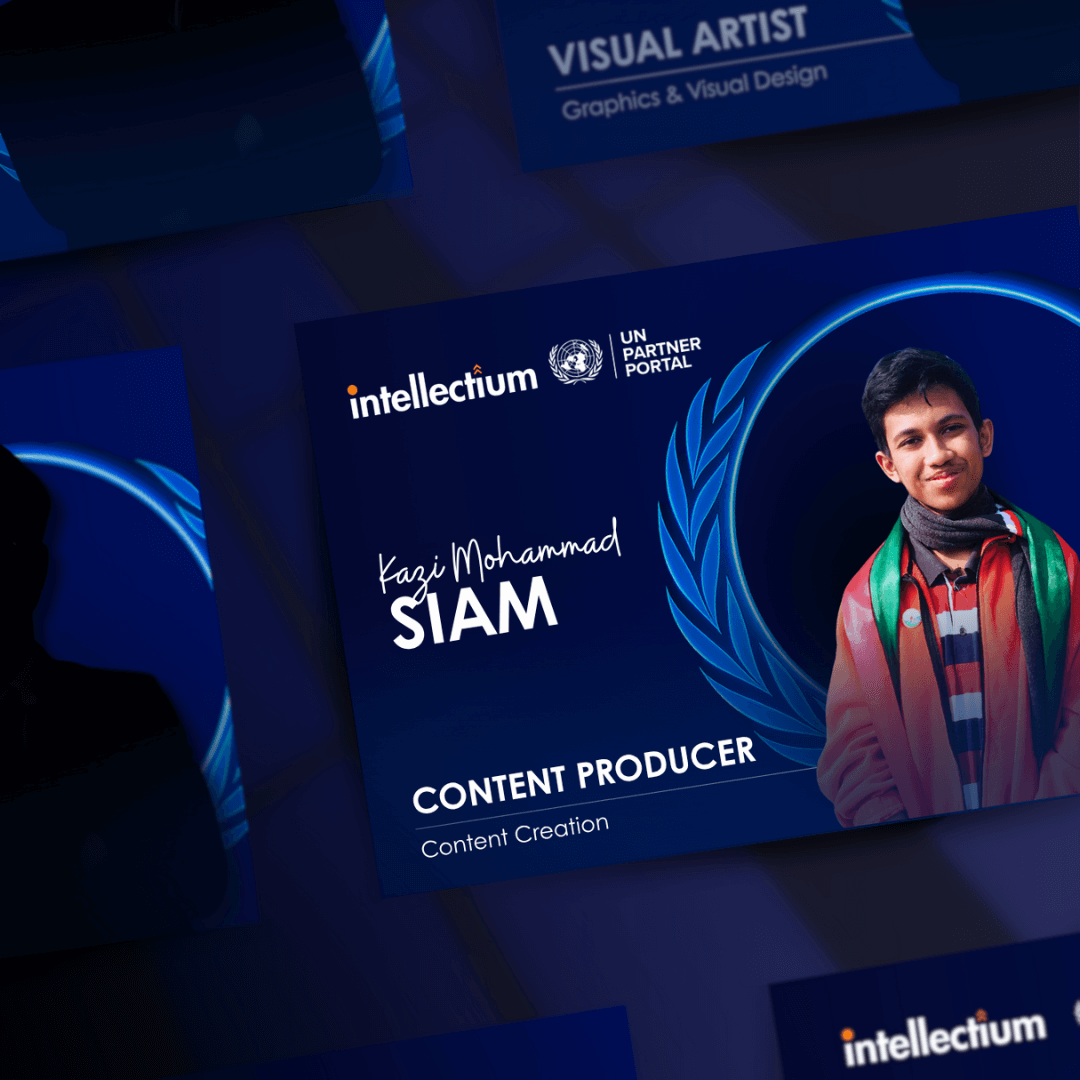 VISUAL ARTIST
Graphics & Visual Design
intellectium
UN
PARTNER
PORTAL
Kazi Mohammad
SIAM
CONTENT PRODUCER
Content Creation
intellectium